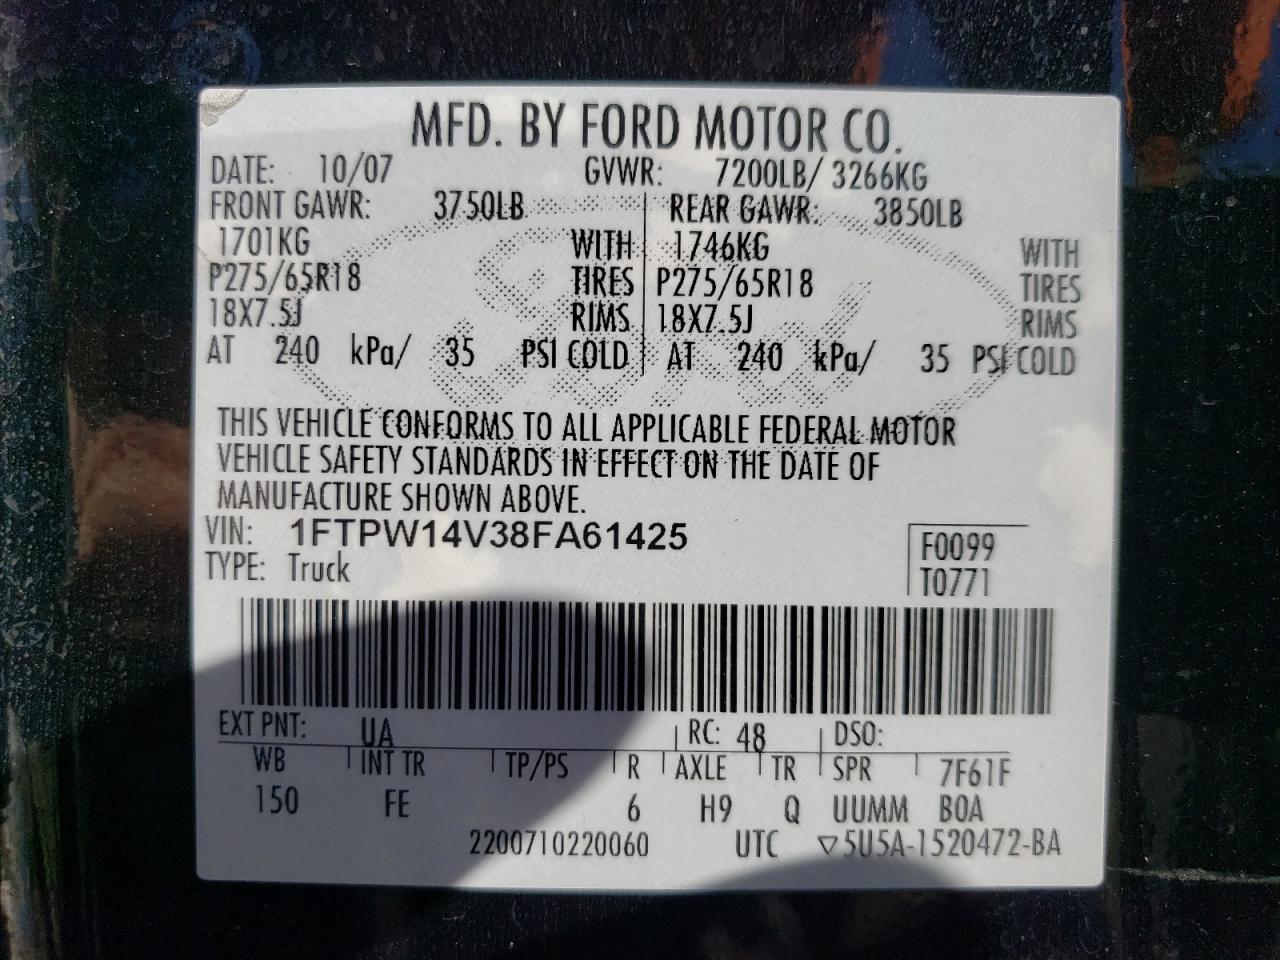 MFD. BY FORD MOTOR CO.
DATE: 10/07 GVWR: 7200LB/ 3266KG
FRONT GAWR: 3750LB REAR GAWR: 3850LB
1701KG WITH 1746KG WITH
P275/65R18 TIRES P275/65R18 TIRES
18X7.5J RIMS 18X7.5J RIMS
AT 240 kPa/ 35 PSI COLD AT 240 kPa/ 35 PSI COLD
Ford
THIS VEHICLE CONFORMS TO ALL APPLICABLE FEDERAL MOTOR
VEHICLE SAFETY STANDARDS IN EFFECT ON THE DATE OF
MANUFACTURE SHOWN ABOVE.
VIN: 1FTPW14V38FA61425 F0099
TYPE: Truck T0771
EXT PNT: UA RC: 48 DSO:
WB INT TR TP/PS R AXLE TR SPR 7F61F
150 FE 6 H9 Q UUMM BOA
2200710220060 UTC ▽5U5A-1520472-BA